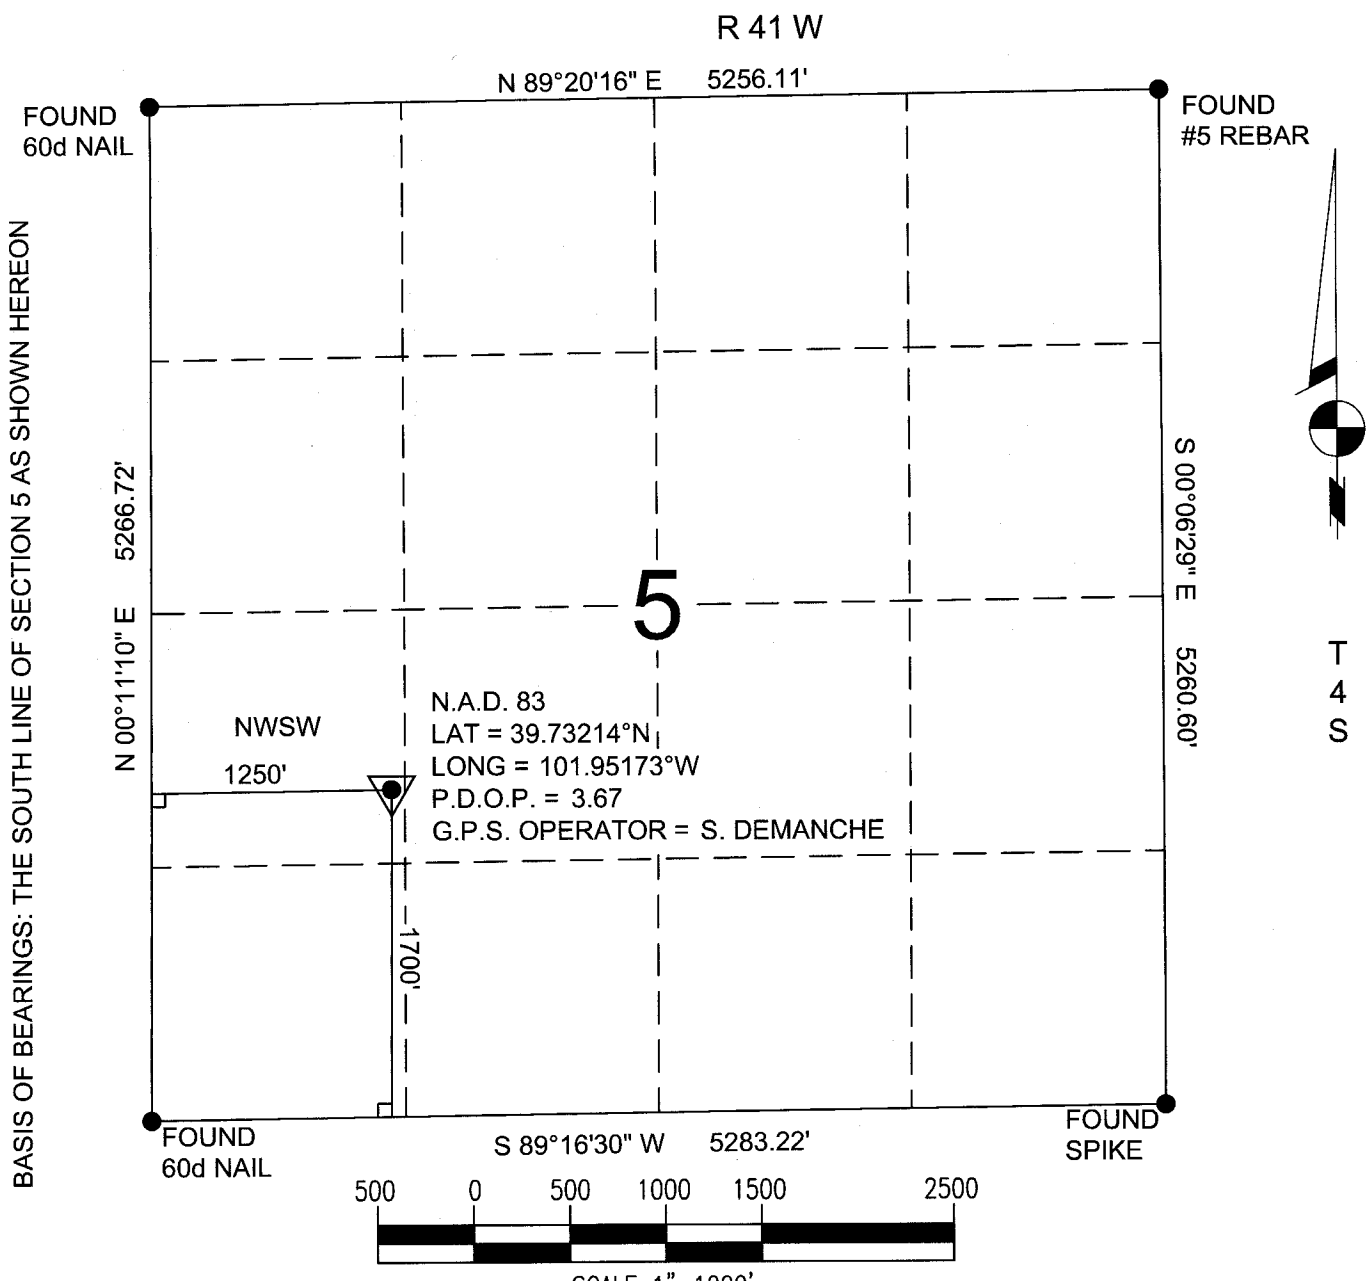 R 41 W
N 89°20'16" E 5256.11'
FOUND
60d NAIL
FOUND
#5 REBAR
BASIS OF BEARINGS: THE SOUTH LINE OF SECTION 5 AS SHOWN HEREON
N 00°11'10" E 5266.72'
S 00°06'29" E 5260.60'
T
4
S
5
N.A.D. 83
LAT = 39.73214°N
LONG = 101.95173°W
P.D.O.P. = 3.67
G.P.S. OPERATOR = S. DEMANCHE
NWSW
1250'
1700'
FOUND
60d NAIL
S 89°16'30" W 5283.22'
FOUND
SPIKE
500 0 500 1000 1500 2500